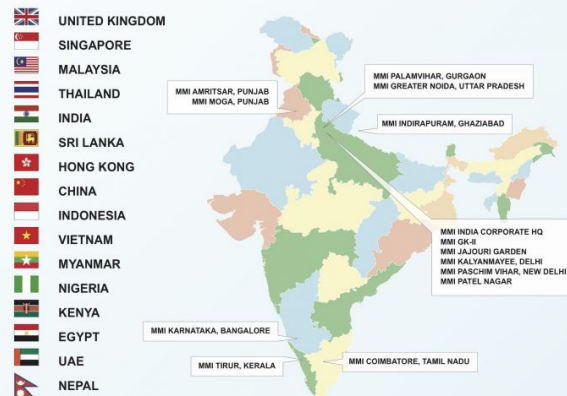 UNITED KINGDOM
SINGAPORE
MALAYSIA
THAILAND
INDIA
SRI LANKA
HONG KONG
CHINA
INDONESIA
VIETNAM
MYANMAR
NIGERIA
KENYA
EGYPT
UAE
NEPAL
MMI AMRITSAR, PUNJAB
MMI MOGA, PUNJAB
MMI PALAMVIHAR, GURGAON
MMI GREATER NOIDA, UTTAR PRADESH
MMI INDIRAPURAM, GHAZIABAD
MMI INDIA CORPORATE HQ
MMI GK-II
MMI JAJOURI GARDEN
MMI KALYANMAYEE, DELHI
MMI PASCHIM VIHAR, NEW DELHI
MMI PATEL NAGAR
MMI KARNATAKA, BANGALORE
MMI TIRUR, KERALA
MMI COIMBATORE, TAMIL NADU